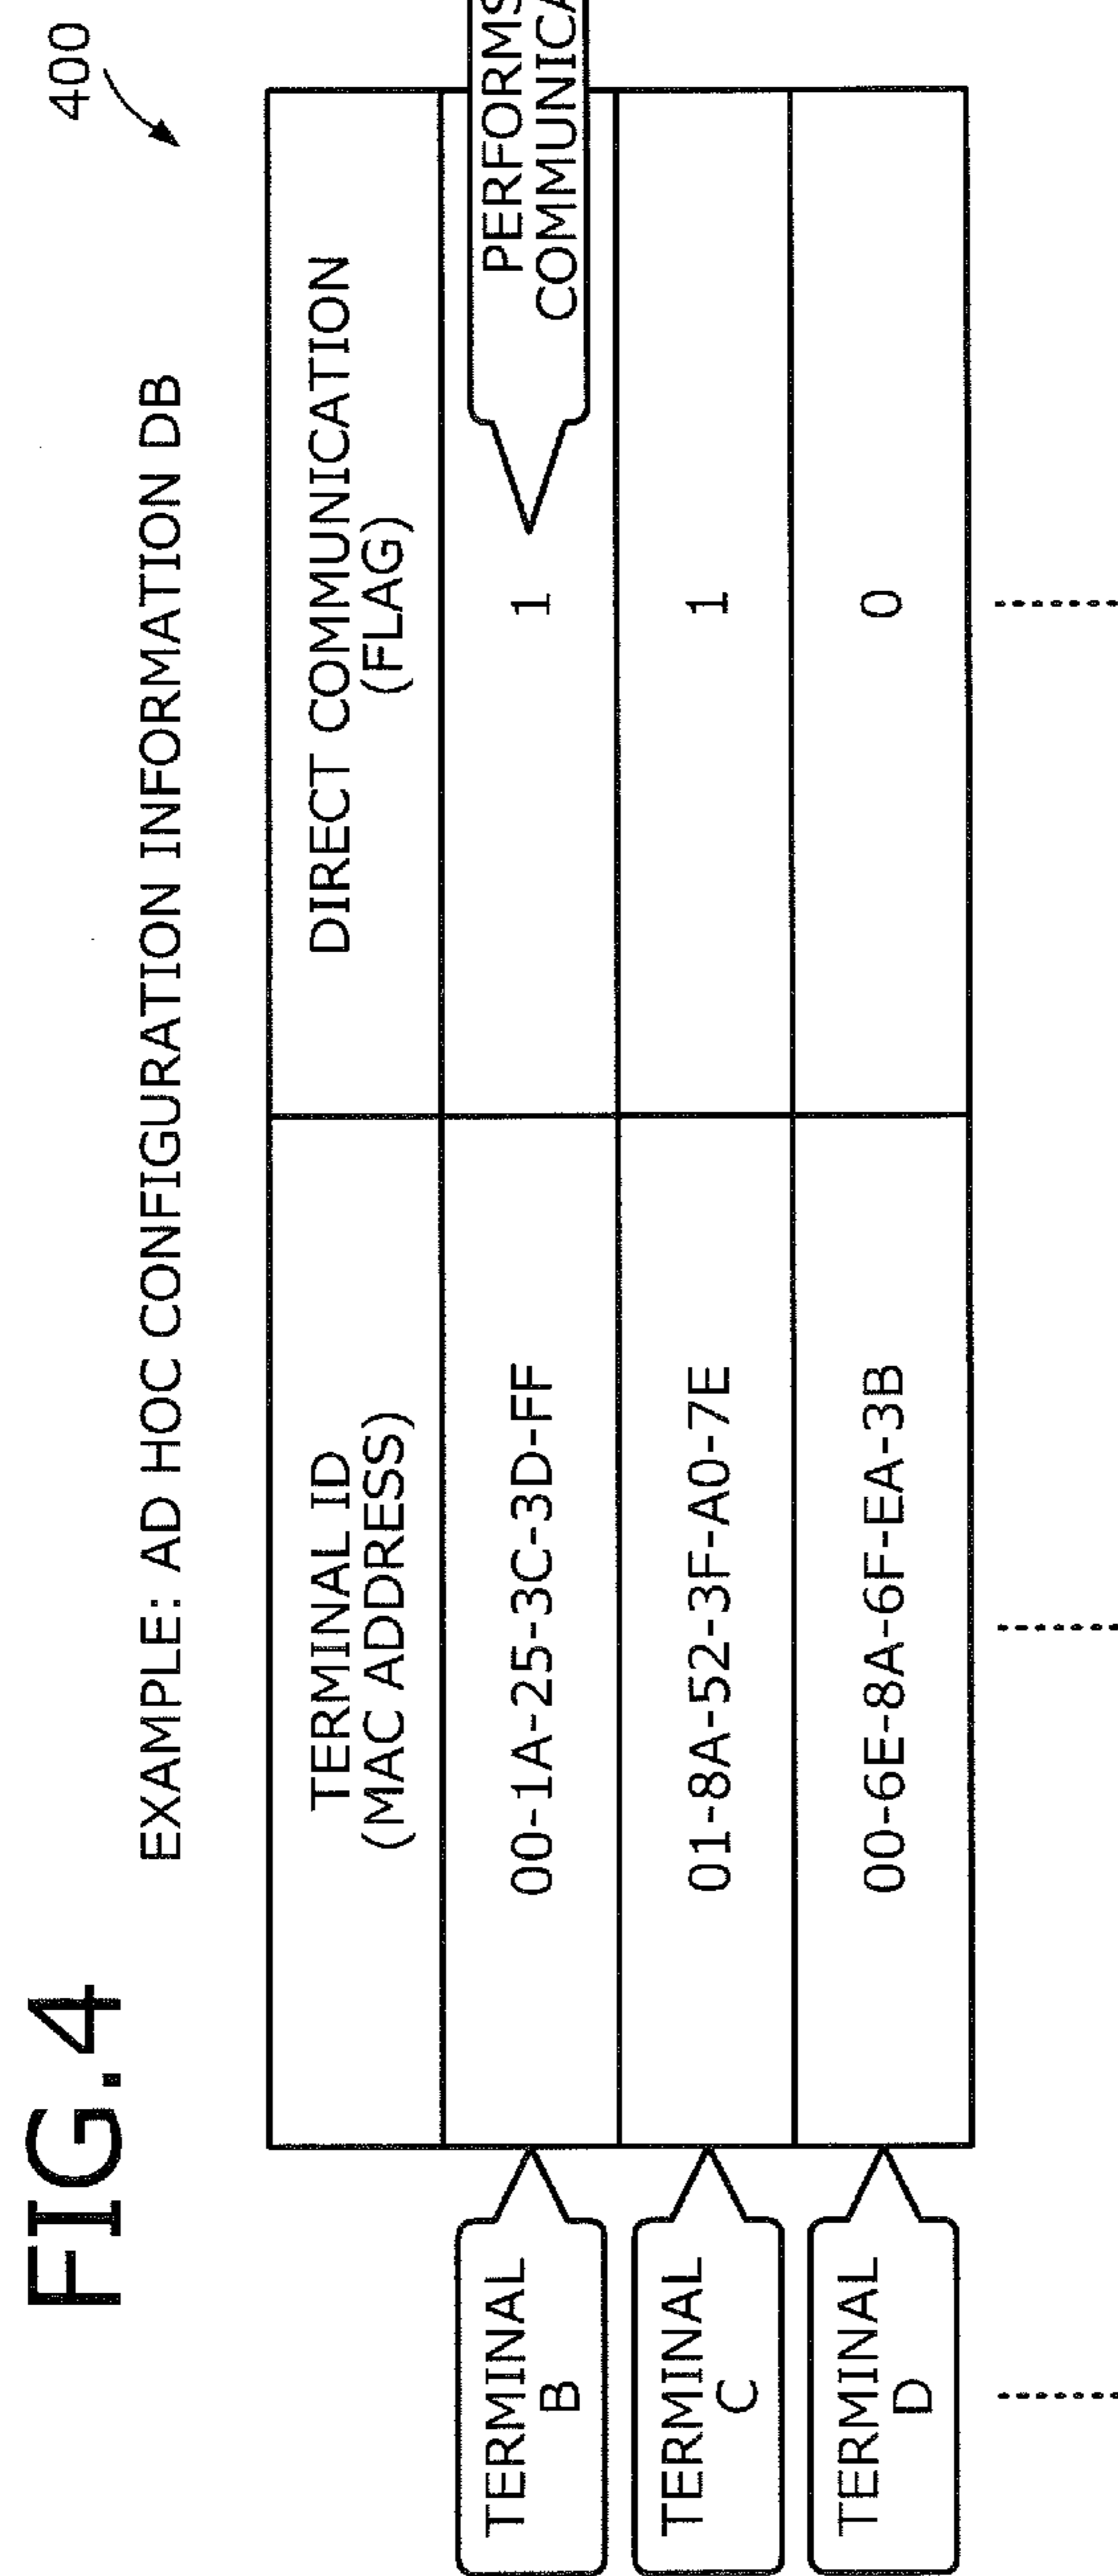 FIG.4
400
EXAMPLE: AD HOC CONFIGURATION INFORMATION DB
TERMINAL ID
(MAC ADDRESS)
DIRECT COMMUNICATION
(FLAG)
TERMINAL
B
00-1A-25-3C-3D-FF
1
PERFORMS
TERMINAL
C
01-8A-52-3F-A0-7E
1
TERMINAL
D
00-6E-8A-6F-EA-3B
0